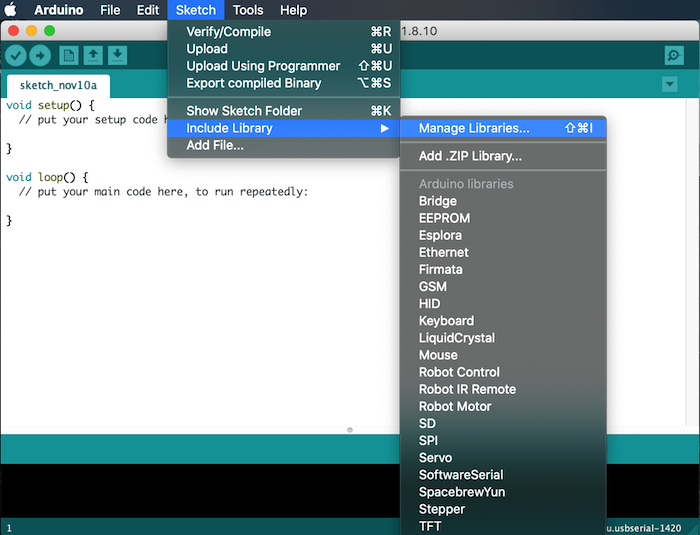 Arduino File Edit Sketch Tools Help
1.8.10
Verify/Compile ⌘R
Upload ⌘U
Upload Using Programmer ⇧⌘U
Export compiled Binary ⌥⌘S
Show Sketch Folder ⌘K
Include Library ▶
Add File...
Manage Libraries... ⇧⌘I
Add .ZIP Library...
Arduino libraries
Bridge
EEPROM
Esplora
Ethernet
Firmata
GSM
HID
Keyboard
LiquidCrystal
Mouse
Robot Control
Robot IR Remote
Robot Motor
SD
SPI
Servo
SoftwareSerial
SpacebrewYun
Stepper
TFT
sketch_nov10a
void setup() {
// put your setup code
}
void loop() {
// put your main code here, to run repeatedly:
}
1
u.usbserial-1420